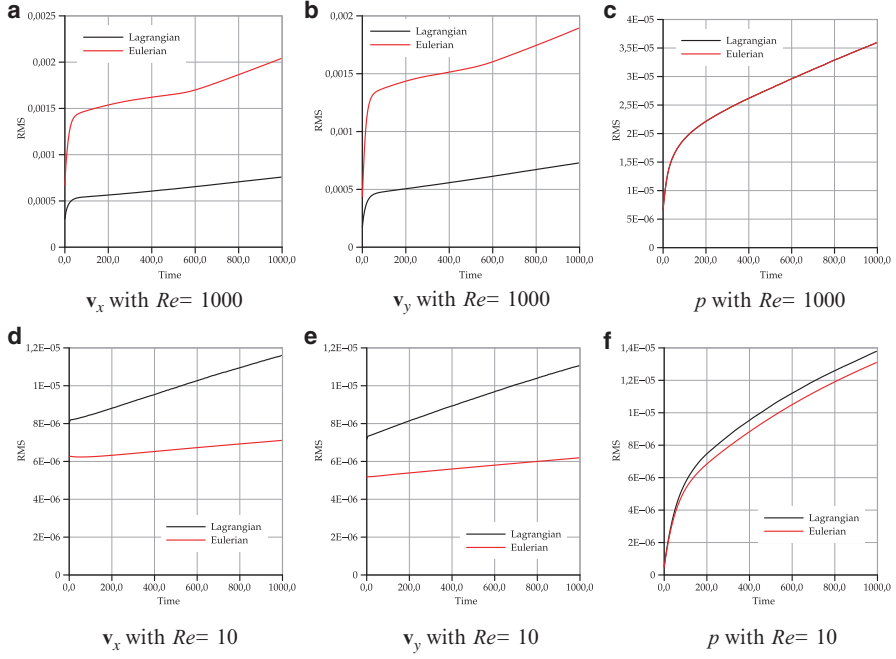 a
0,0025
0,002
0,0015
0,001
0,0005
0
RMS
Lagrangian
Eulerian
0,0 200,0 400,0 600,0 800,0 1000,0
Time
v_x with Re= 1000
b
0,002
0,0015
0,001
0,0005
0
RMS
Lagrangian
Eulerian
0,0 200,0 400,0 600,0 800,0 1000,0
Time
v_y with Re= 1000
c
4E-05
3,5E-05
3E-05
2,5E-05
2E-05
1,5E-05
1E-05
5E-06
0
RMS
Lagrangian
Eulerian
0,0 200,0 400,0 600,0 800,0 1000,0
Time
p with Re= 1000
d
1,2E-05
1E-05
8E-06
6E-06
4E-06
2E-06
0
RMS
Lagrangian
Eulerian
0,0 200,0 400,0 600,0 800,0 1000,0
Time
v_x with Re= 10
e
1,2E-05
1E-05
8E-06
6E-06
4E-06
2E-06
0
RMS
Lagrangian
Eulerian
0,0 200,0 400,0 600,0 800,0 1000,0
Time
v_y with Re= 10
f
1,4E-05
1,2E-05
1E-05
8E-06
6E-06
4E-06
2E-06
0
RMS
Lagrangian
Eulerian
0,0 200,0 400,0 600,0 800,0 1000,0
Time
p with Re= 10